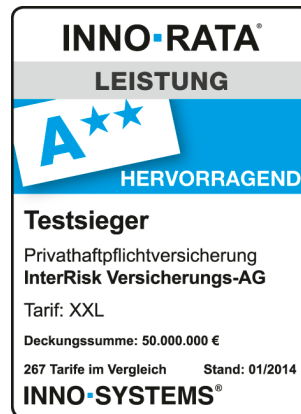 INNO-RATA®
LEISTUNG
A★★
HERVORRAGEND
Testsieger
Privathaftpflichtversicherung
InterRisk Versicherungs-AG
Tarif: XXL
Deckungssumme: 50.000.000 €
267 Tarife im Vergleich Stand: 01/2014
INNO-SYSTEMS®